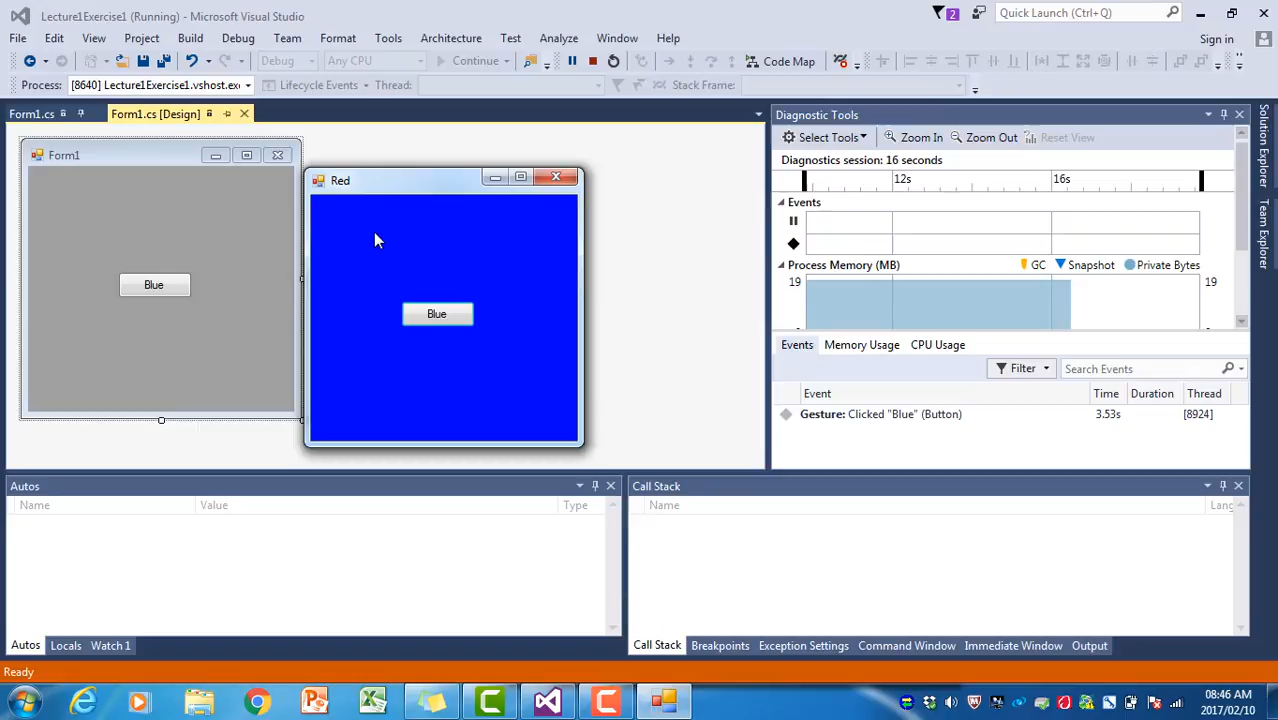 Lecture1Exercise1 (Running) - Microsoft Visual Studio
2
Quick Launch (Ctrl+Q)
File Edit View Project Build Debug Team Format Tools Architecture Test Analyze Window Help
Sign in
Debug Any CPU Continue Code Map
Process: [8640] Lecture1Exercise1.vshost.ex Lifecycle Events Thread: Stack Frame:
Form1.cs Form1.cs [Design]
Form1
Blue
Red
Blue
Diagnostic Tools
Select Tools Zoom In Zoom Out Reset View
Diagnostics session: 16 seconds
12s 16s
Events
Process Memory (MB) GC Snapshot Private Bytes
19 19
Events Memory Usage CPU Usage
Filter Search Events
Event Time Duration Thread
Gesture: Clicked "Blue" (Button) 3.53s [8924]
Solution Explorer
Team Explorer
Autos
Name Value Type
Autos Locals Watch 1
Call Stack
Name Lang
Call Stack Breakpoints Exception Settings Command Window Immediate Window Output
Ready
08:46 AM
2017/02/10